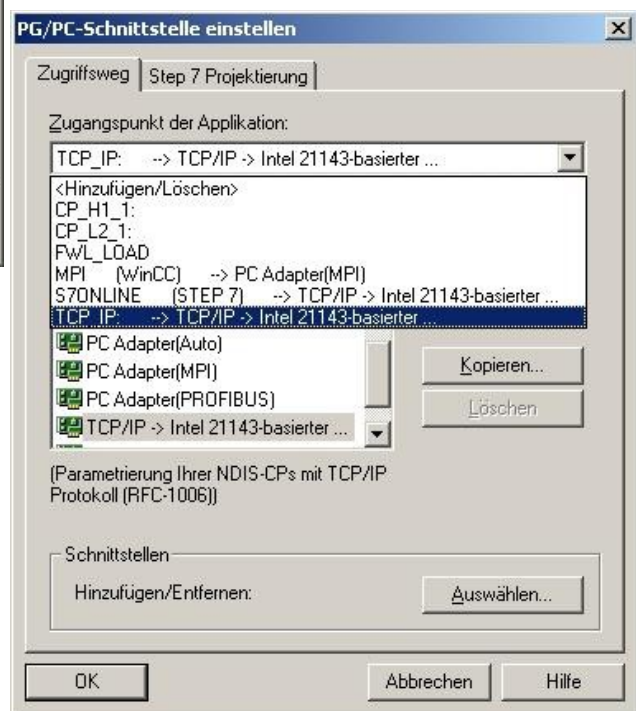 PG/PC-Schnittstelle einstellen
Zugriffsweg
Step 7 Projektierung
Zugangspunkt der Applikation:
TCP_IP: --> TCP/IP -> Intel 21143-basierter ...
<Hinzufügen/Löschen>
CP_H1_1:
CP_L2_1:
FWL_LOAD
MPI (WinCC) --> PC Adapter(MPI)
S7ONLINE (STEP 7) --> TCP/IP -> Intel 21143-basierter ...
TCP_IP: --> TCP/IP -> Intel 21143-basierter ...
PC Adapter(Auto)
PC Adapter(MPI)
Kopieren...
PC Adapter(PROFIBUS)
Löschen
TCP/IP -> Intel 21143-basierter ...
(Parametrierung Ihrer NDIS-CPs mit TCP/IP
Protokoll (RFC-1006))
Schnittstellen
Hinzufügen/Entfernen:
Auswählen...
OK
Abbrechen
Hilfe